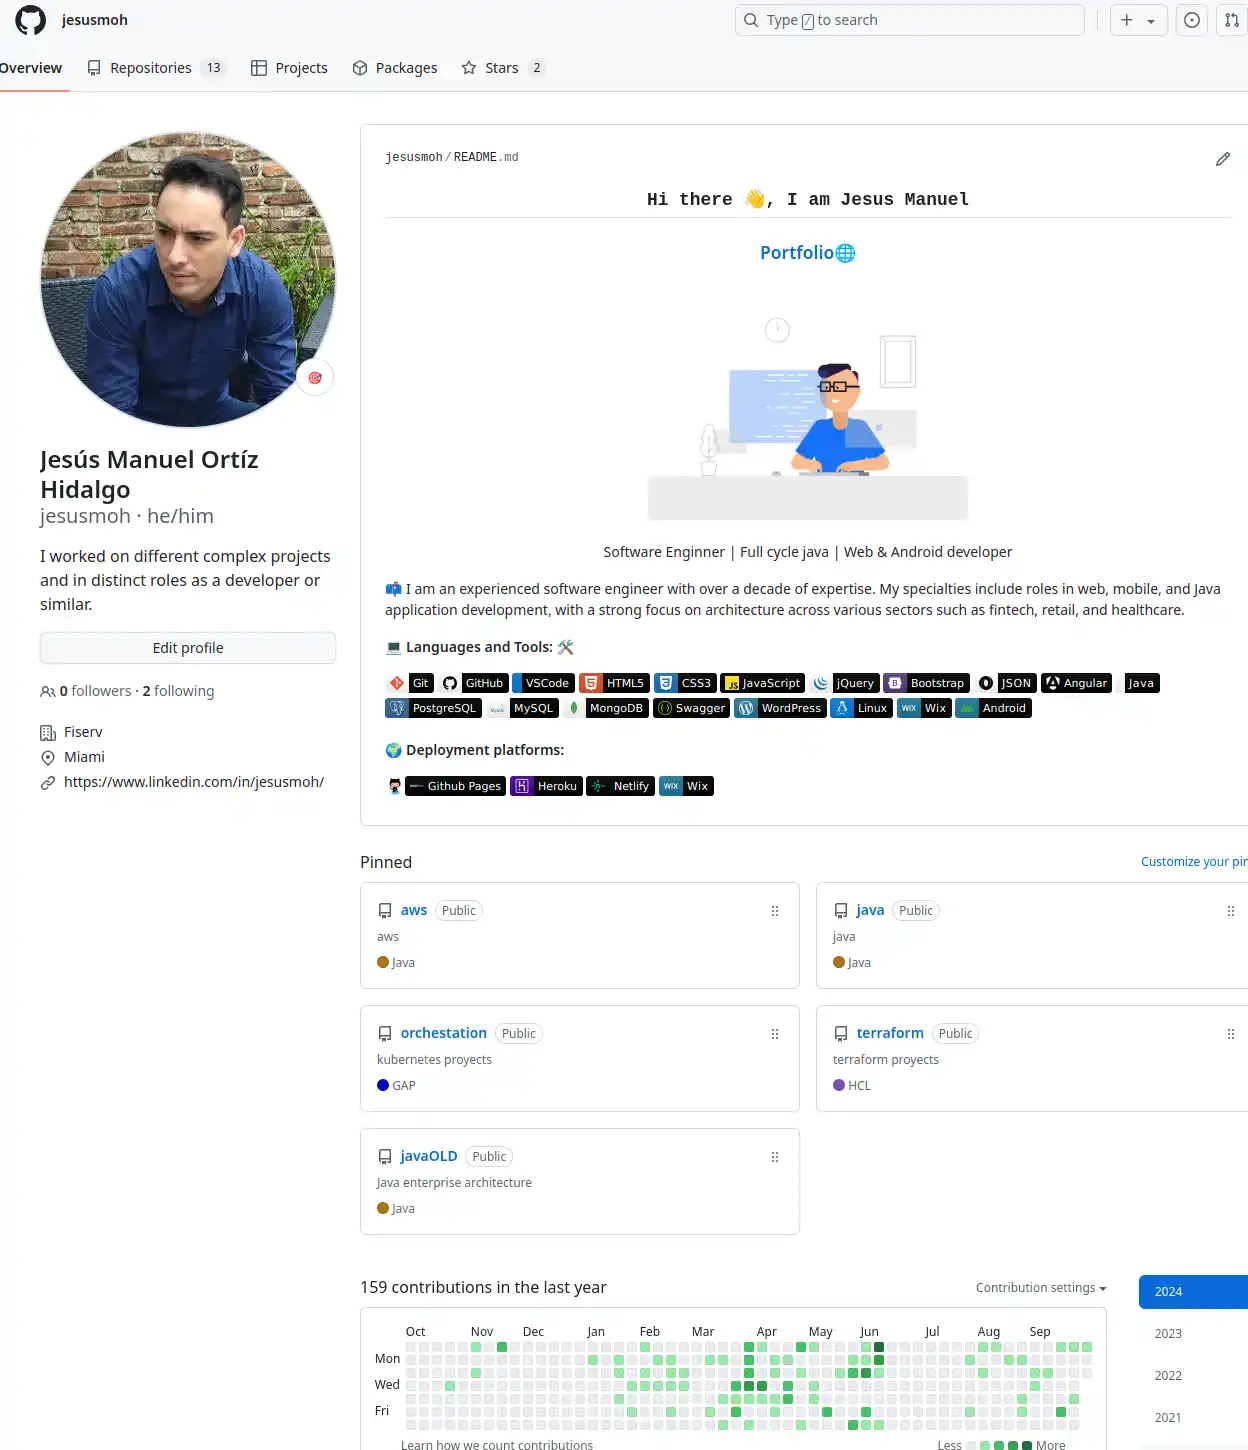 jesusmoh
Type / to search
Overview
Repositories 13
Projects
Packages
Stars 2
jesusmoh/README.md
Hi there 👋, I am Jesus Manuel
Portfolio🌐
Jesús Manuel Ortíz
Hidalgo
jesusmoh · he/him
I worked on different complex projects
and in distinct roles as a developer or
similar.
Edit profile
0 followers · 2 following
Fiserv
Miami
https://www.linkedin.com/in/jesusmoh/
Software Enginner | Full cycle java | Web & Android developer
📫 I am an experienced software engineer with over a decade of expertise. My specialties include roles in web, mobile, and Java
application development, with a strong focus on architecture across various sectors such as fintech, retail, and healthcare.
💻 Languages and Tools: 🛠️
Git GitHub VSCode HTML5 CSS3 JavaScript jQuery Bootstrap JSON Angular Java
PostgreSQL MySQL MongoDB Swagger WordPress Linux Wix Android
🌍 Deployment platforms:
Github Pages Heroku Netlify Wix
Pinned
Customize your pin
aws Public
aws
Java
java Public
java
Java
orchestation Public
kubernetes proyects
GAP
terraform Public
terraform proyects
HCL
javaOLD Public
Java enterprise architecture
Java
159 contributions in the last year
Contribution settings
2024
2023
2022
2021
Oct Nov Dec Jan Feb Mar Apr May Jun Jul Aug Sep
Mon
Wed
Fri
Learn how we count contributions
Less More